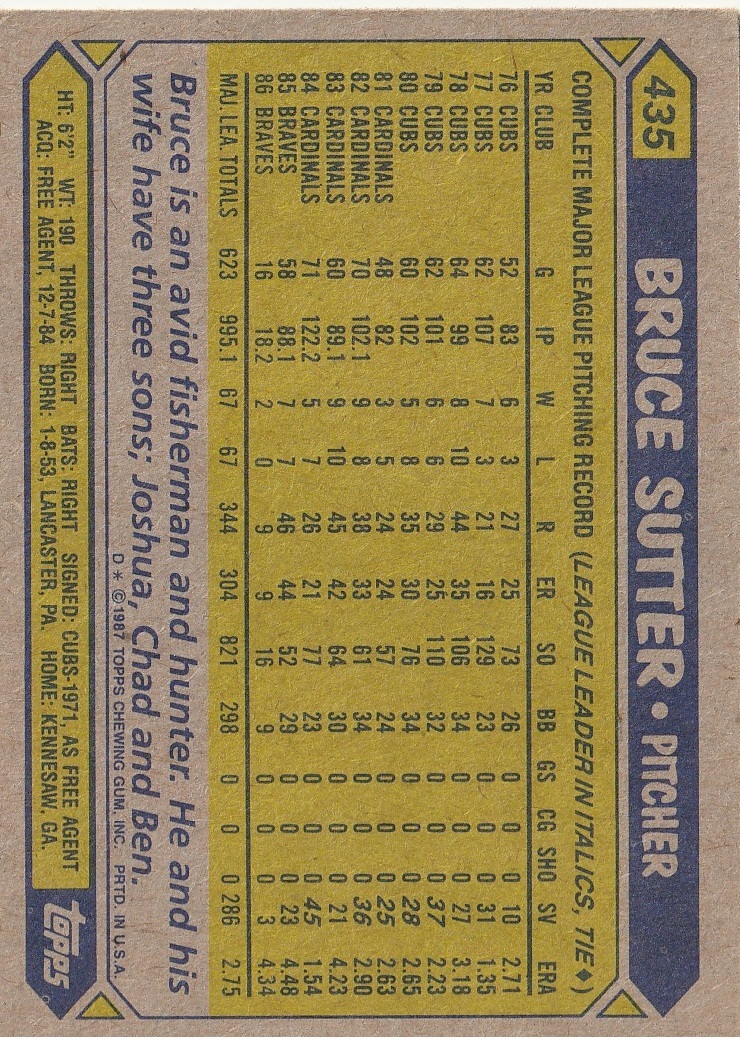 435
BRUCE SUTTER • PITCHER
COMPLETE MAJOR LEAGUE PITCHING RECORD (LEAGUE LEADER IN ITALICS, TIE♦)
YR CLUB G IP W L R ER SO BB GS CG SHO SV ERA
76 CUBS 52 83 6 3 27 25 73 26 0 0 0 10 2.71
77 CUBS 62 107 7 3 21 16 129 23 0 0 0 31 1.35
78 CUBS 64 99 8 10 44 35 106 34 0 0 0 27 3.18
79 CUBS 62 101 6 6 29 25 110 32 0 0 0 37 2.23
80 CUBS 60 102 5 8 35 30 76 34 0 0 0 28 2.65
81 CARDINALS 48 82 3 5 24 24 57 24 0 0 0 25 2.63
82 CARDINALS 70 102.1 9 8 38 33 61 34 0 0 0 36 2.90
83 CARDINALS 60 89.1 9 10 45 42 64 30 0 0 0 21 4.23
84 CARDINALS 71 122.2 5 7 26 21 77 23 0 0 0 45 1.54
85 BRAVES 58 88.1 7 7 46 44 52 29 0 0 0 23 4.48
86 BRAVES 16 18.2 2 0 9 9 16 9 0 0 0 3 4.34
MAJ. LEA. TOTALS 623 995.1 67 67 344 304 821 298 0 0 0 286 2.75
Bruce is an avid fisherman and hunter. He and his
wife have three sons; Joshua, Chad and Ben.
D * ©1987 TOPPS CHEWING GUM, INC. PRTD. IN U.S.A.
HT: 6'2" WT: 190 THROWS: RIGHT BATS: RIGHT SIGNED: CUBS-1971, AS FREE AGENT
ACQ: FREE AGENT, 12-7-84 BORN: 1-8-53, LANCASTER, PA. HOME: KENNESAW, GA.
topps